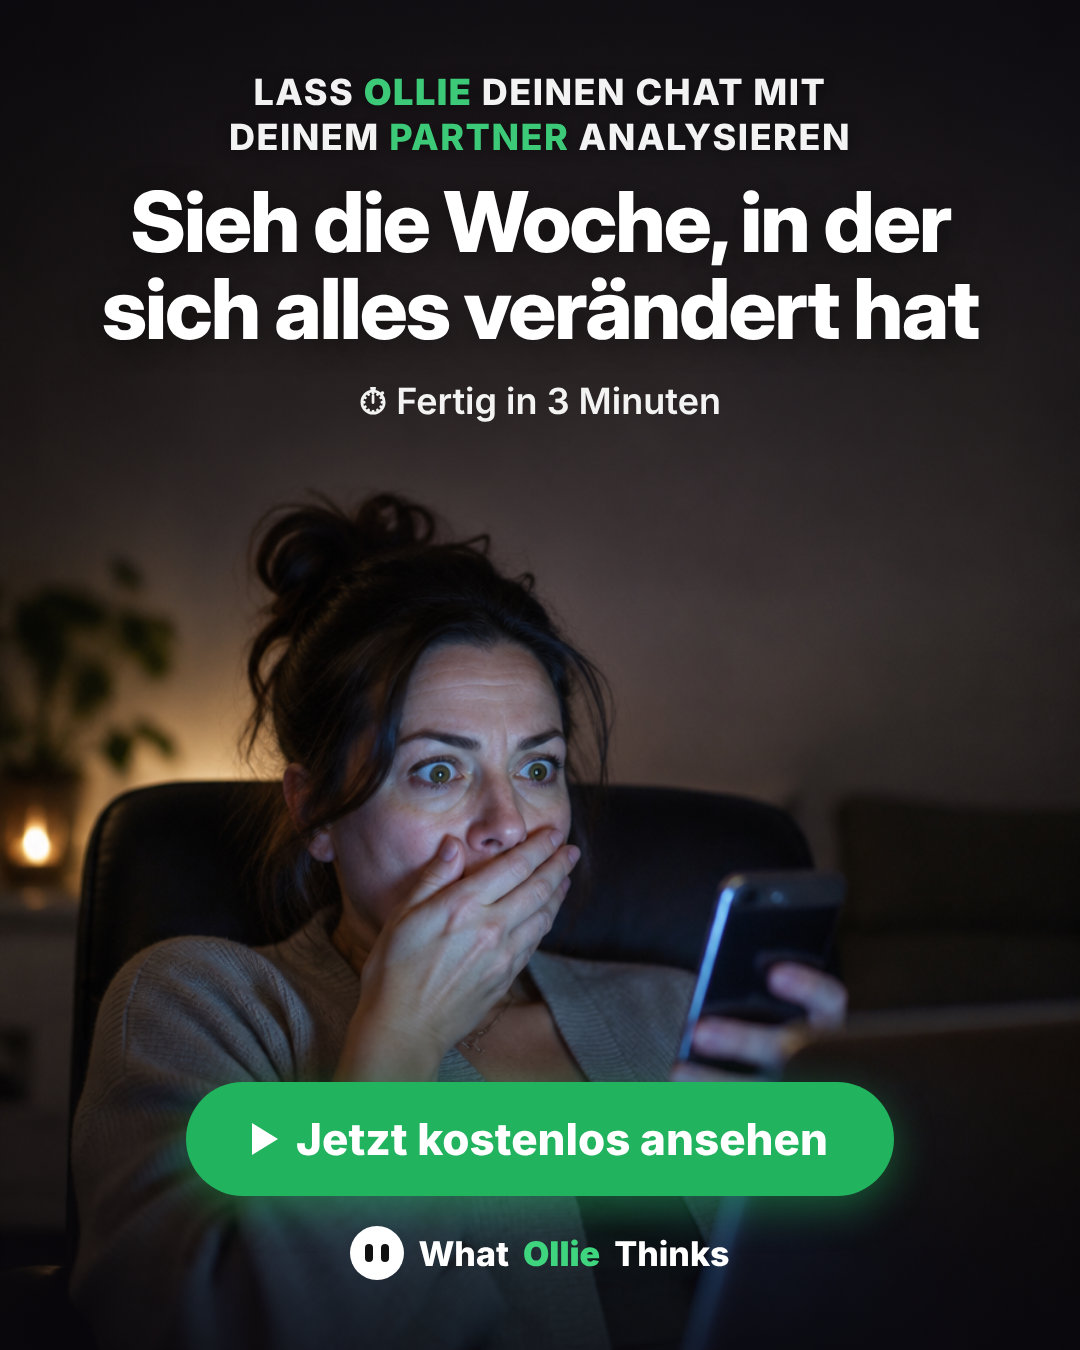 LASS OLLIE DEINEN CHAT MIT
DEINEM PARTNER ANALYSIEREN
Sieh die Woche, in der
sich alles verändert hat
⏱ Fertig in 3 Minuten
▶ Jetzt kostenlos ansehen
What Ollie Thinks